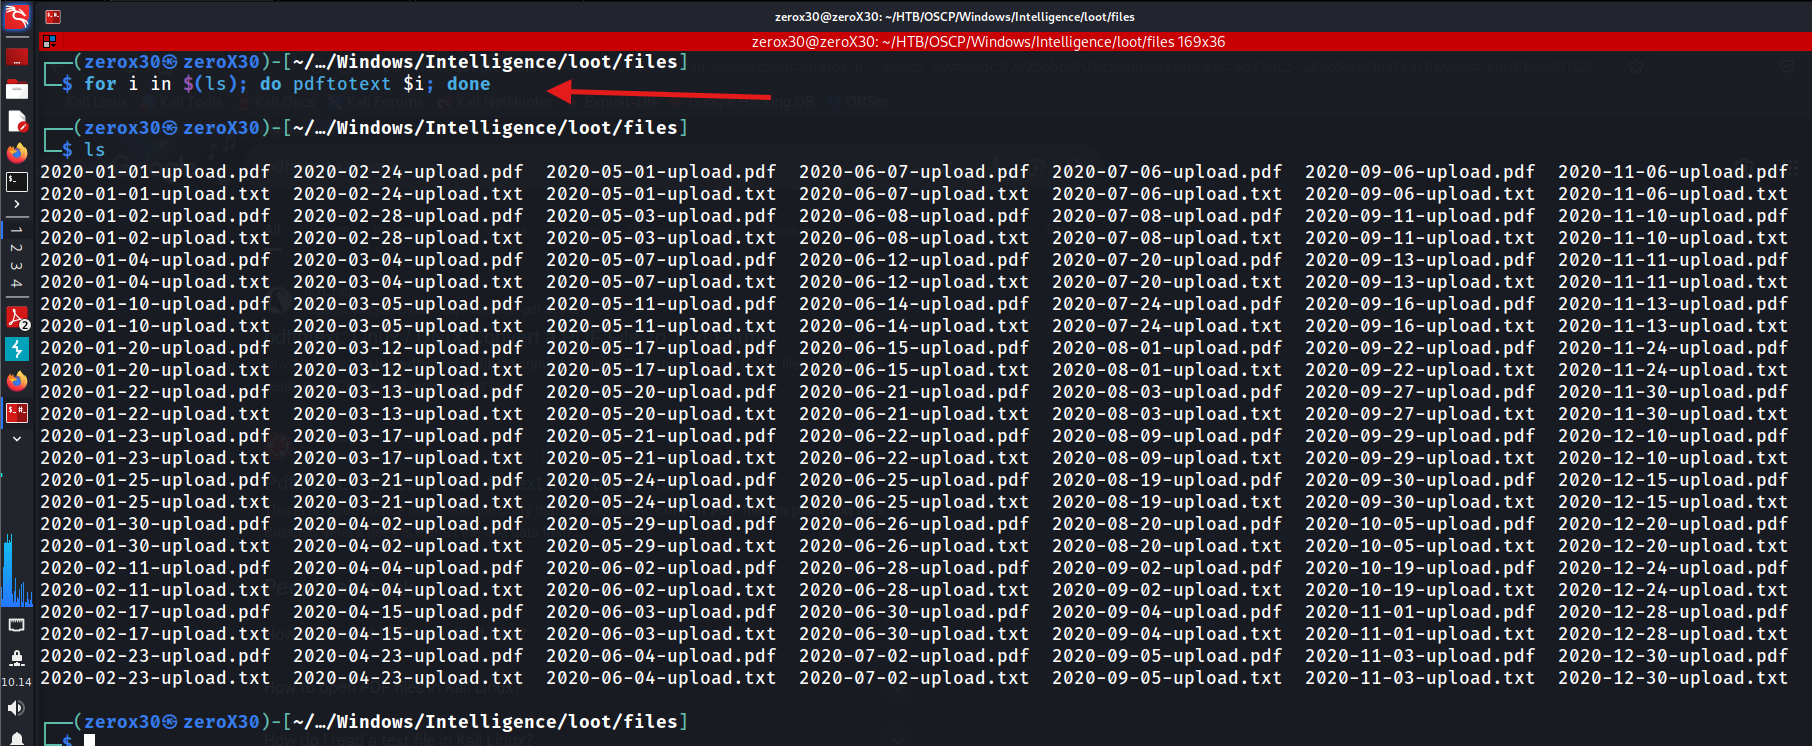 zerox30@zeroX30: ~/HTB/OSCP/Windows/Intelligence/loot/files
zerox30@zeroX30: ~/HTB/OSCP/Windows/Intelligence/loot/files 169x36
┌──(zerox30㉿ zeroX30)-[~/…/Windows/Intelligence/loot/files]
└─$ for i in $(ls); do pdftotext $i; done
┌──(zerox30㉿ zeroX30)-[~/…/Windows/Intelligence/loot/files]
└─$ ls
2020-01-01-upload.pdf 2020-02-24-upload.pdf 2020-05-01-upload.pdf 2020-06-07-upload.pdf 2020-07-06-upload.pdf 2020-09-06-upload.pdf 2020-11-06-upload.pdf
2020-01-01-upload.txt 2020-02-24-upload.txt 2020-05-01-upload.txt 2020-06-07-upload.txt 2020-07-06-upload.txt 2020-09-06-upload.txt 2020-11-06-upload.txt
2020-01-02-upload.pdf 2020-02-28-upload.pdf 2020-05-03-upload.pdf 2020-06-08-upload.pdf 2020-07-08-upload.pdf 2020-09-11-upload.pdf 2020-11-10-upload.pdf
2020-01-02-upload.txt 2020-02-28-upload.txt 2020-05-03-upload.txt 2020-06-08-upload.txt 2020-07-08-upload.txt 2020-09-11-upload.txt 2020-11-10-upload.txt
2020-01-04-upload.pdf 2020-03-04-upload.pdf 2020-05-07-upload.pdf 2020-06-12-upload.pdf 2020-07-20-upload.pdf 2020-09-13-upload.pdf 2020-11-11-upload.pdf
2020-01-04-upload.txt 2020-03-04-upload.txt 2020-05-07-upload.txt 2020-06-12-upload.txt 2020-07-20-upload.txt 2020-09-13-upload.txt 2020-11-11-upload.txt
2020-01-10-upload.pdf 2020-03-05-upload.pdf 2020-05-11-upload.pdf 2020-06-14-upload.pdf 2020-07-24-upload.pdf 2020-09-16-upload.pdf 2020-11-13-upload.pdf
2020-01-10-upload.txt 2020-03-05-upload.txt 2020-05-11-upload.txt 2020-06-14-upload.txt 2020-07-24-upload.txt 2020-09-16-upload.txt 2020-11-13-upload.txt
2020-01-20-upload.pdf 2020-03-12-upload.pdf 2020-05-17-upload.pdf 2020-06-15-upload.pdf 2020-08-01-upload.pdf 2020-09-22-upload.pdf 2020-11-24-upload.pdf
2020-01-20-upload.txt 2020-03-12-upload.txt 2020-05-17-upload.txt 2020-06-15-upload.txt 2020-08-01-upload.txt 2020-09-22-upload.txt 2020-11-24-upload.txt
2020-01-22-upload.pdf 2020-03-13-upload.pdf 2020-05-20-upload.pdf 2020-06-21-upload.pdf 2020-08-03-upload.pdf 2020-09-27-upload.pdf 2020-11-30-upload.pdf
2020-01-22-upload.txt 2020-03-13-upload.txt 2020-05-20-upload.txt 2020-06-21-upload.txt 2020-08-03-upload.txt 2020-09-27-upload.txt 2020-11-30-upload.txt
2020-01-23-upload.pdf 2020-03-17-upload.pdf 2020-05-21-upload.pdf 2020-06-22-upload.pdf 2020-08-09-upload.pdf 2020-09-29-upload.pdf 2020-12-10-upload.pdf
2020-01-23-upload.txt 2020-03-17-upload.txt 2020-05-21-upload.txt 2020-06-22-upload.txt 2020-08-09-upload.txt 2020-09-29-upload.txt 2020-12-10-upload.txt
2020-01-25-upload.pdf 2020-03-21-upload.pdf 2020-05-24-upload.pdf 2020-06-25-upload.pdf 2020-08-19-upload.pdf 2020-09-30-upload.pdf 2020-12-15-upload.pdf
2020-01-25-upload.txt 2020-03-21-upload.txt 2020-05-24-upload.txt 2020-06-25-upload.txt 2020-08-19-upload.txt 2020-09-30-upload.txt 2020-12-15-upload.txt
2020-01-30-upload.pdf 2020-04-02-upload.pdf 2020-05-29-upload.pdf 2020-06-26-upload.pdf 2020-08-20-upload.pdf 2020-10-05-upload.pdf 2020-12-20-upload.pdf
2020-01-30-upload.txt 2020-04-02-upload.txt 2020-05-29-upload.txt 2020-06-26-upload.txt 2020-08-20-upload.txt 2020-10-05-upload.txt 2020-12-20-upload.txt
2020-02-11-upload.pdf 2020-04-04-upload.pdf 2020-06-02-upload.pdf 2020-06-28-upload.pdf 2020-09-02-upload.pdf 2020-10-19-upload.pdf 2020-12-24-upload.pdf
2020-02-11-upload.txt 2020-04-04-upload.txt 2020-06-02-upload.txt 2020-06-28-upload.txt 2020-09-02-upload.txt 2020-10-19-upload.txt 2020-12-24-upload.txt
2020-02-17-upload.pdf 2020-04-15-upload.pdf 2020-06-03-upload.pdf 2020-06-30-upload.pdf 2020-09-04-upload.pdf 2020-11-01-upload.pdf 2020-12-28-upload.pdf
2020-02-17-upload.txt 2020-04-15-upload.txt 2020-06-03-upload.txt 2020-06-30-upload.txt 2020-09-04-upload.txt 2020-11-01-upload.txt 2020-12-28-upload.txt
2020-02-23-upload.pdf 2020-04-23-upload.pdf 2020-06-04-upload.pdf 2020-07-02-upload.pdf 2020-09-05-upload.pdf 2020-11-03-upload.pdf 2020-12-30-upload.pdf
2020-02-23-upload.txt 2020-04-23-upload.txt 2020-06-04-upload.txt 2020-07-02-upload.txt 2020-09-05-upload.txt 2020-11-03-upload.txt 2020-12-30-upload.txt
┌──(zerox30㉿ zeroX30)-[~/…/Windows/Intelligence/loot/files]
└─$
1
2
3
4
2
10.14